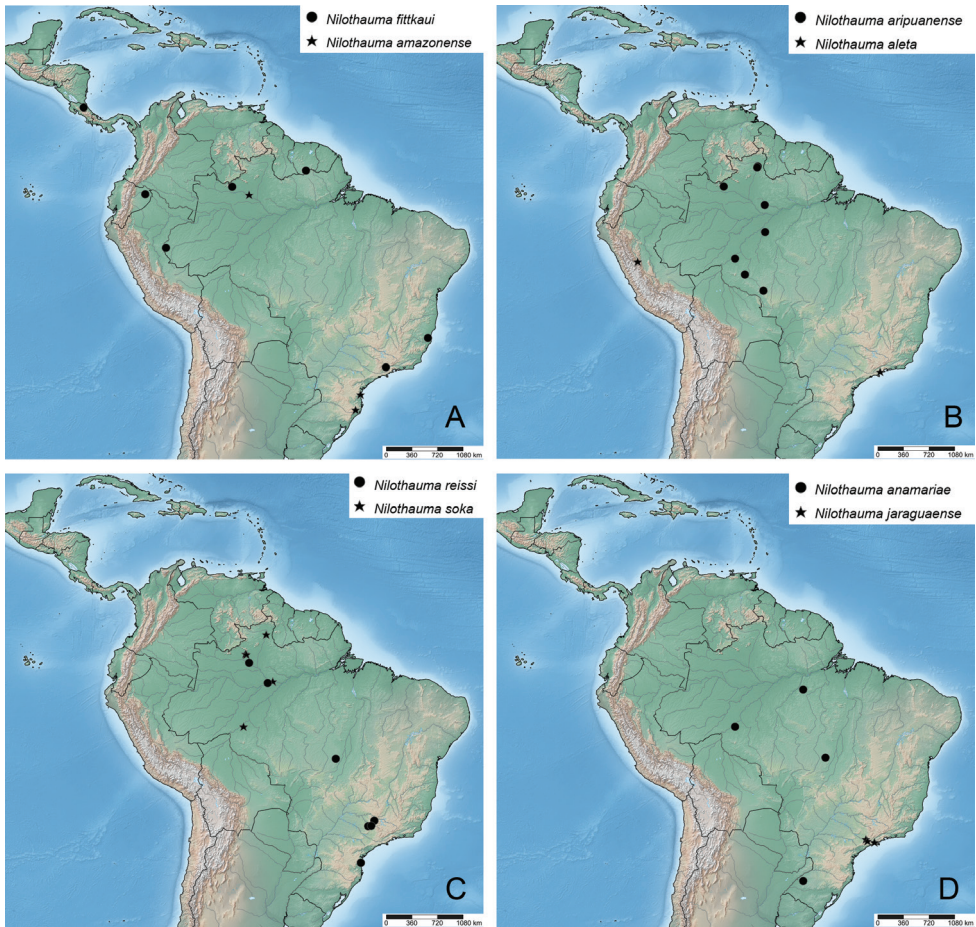 Nilothauma fittkaui
Nilothauma amazonense
A
0 360 720 1080 km
Nilothauma aripuanense
Nilothauma aleta
B
0 360 720 1080 km
Nilothauma reissi
Nilothauma soka
C
0 360 720 1080 km
Nilothauma anamariae
Nilothauma jaraguaense
D
0 360 720 1080 km